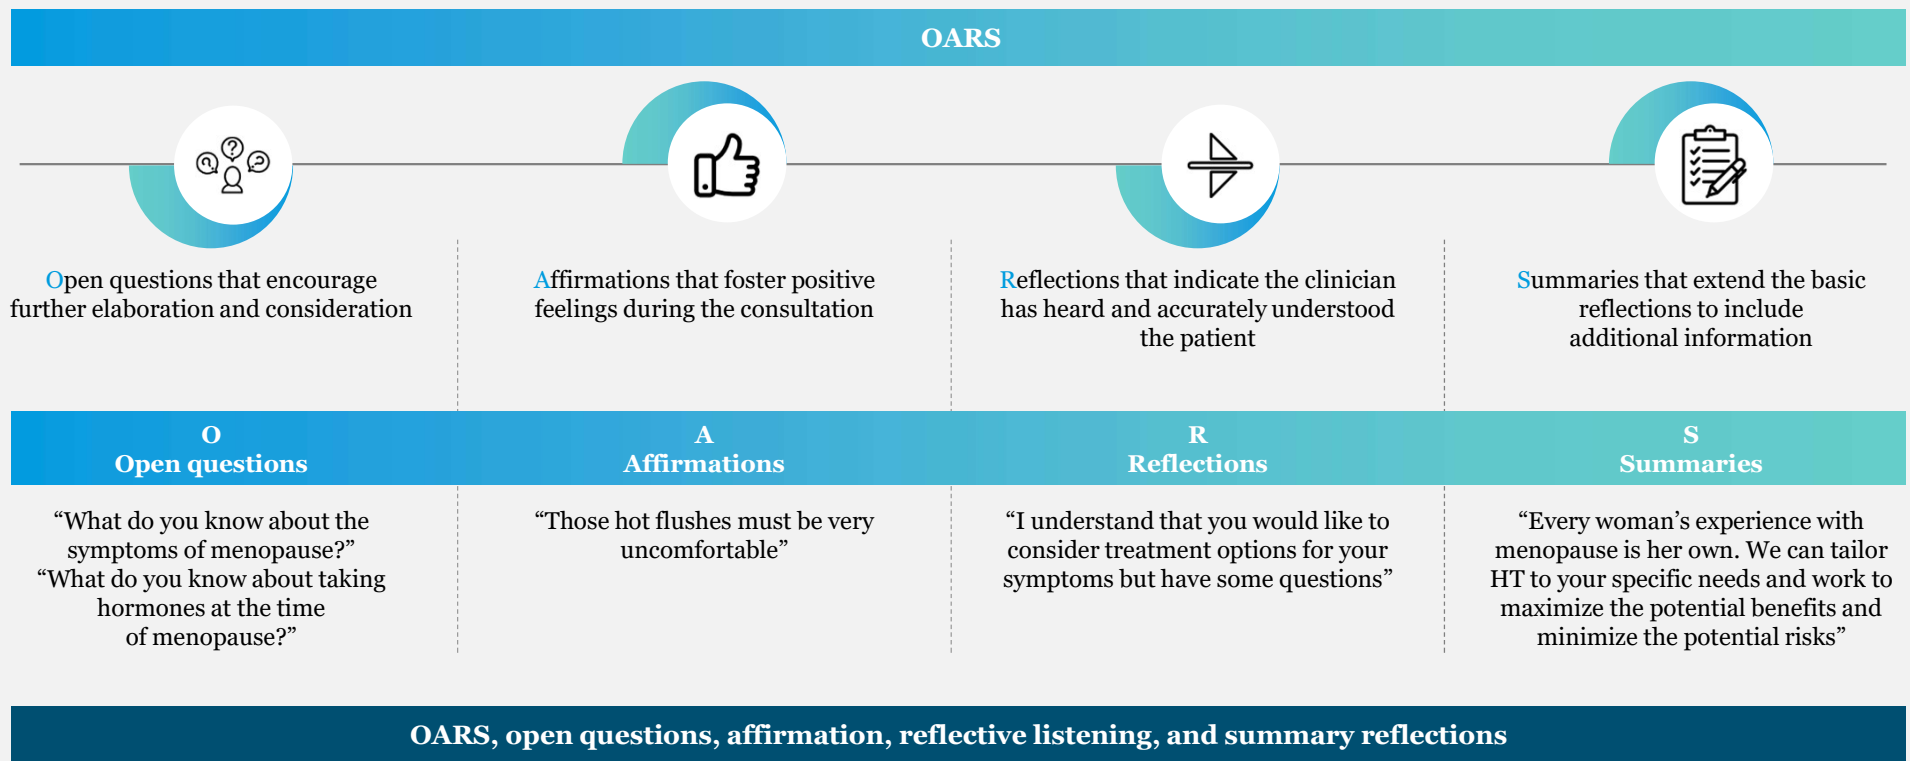 OARS
Open questions that encourage
further elaboration and consideration
Affirmations that foster positive
feelings during the consultation
Reflections that indicate the clinician
has heard and accurately understood
the patient
Summaries that extend the basic
reflections to include
additional information
O
Open questions
A
Affirmations
R
Reflections
S
Summaries
“What do you know about the
symptoms of menopause?”
“What do you know about taking
hormones at the time
of menopause?”
“Those hot flushes must be very
uncomfortable”
“I understand that you would like to
consider treatment options for your
symptoms but have some questions”
“Every woman’s experience with
menopause is her own. We can tailor
HT to your specific needs and work to
maximize the potential benefits and
minimize the potential risks”
OARS, open questions, affirmation, reflective listening, and summary reflections